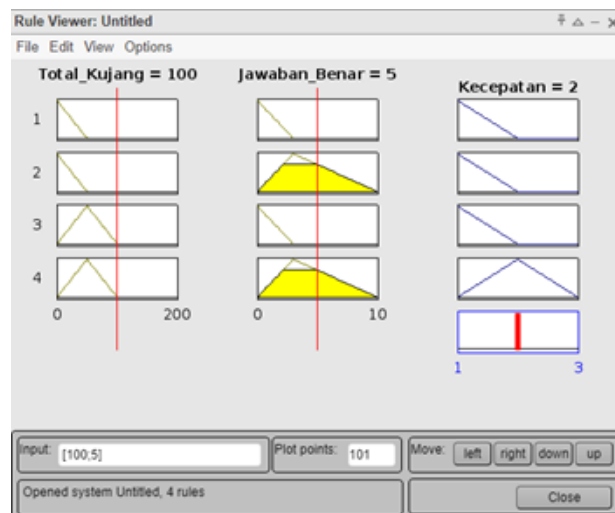 Rule Viewer: Untitled
File Edit View Options
Total_Kujang = 100 Jawaban_Benar = 5 Kecepatan = 2
1
2
3
4
0 200 0 10
1 3
Input: [100;5] Plot points: 101 Move: left right down up
Opened system Untitled, 4 rules Close